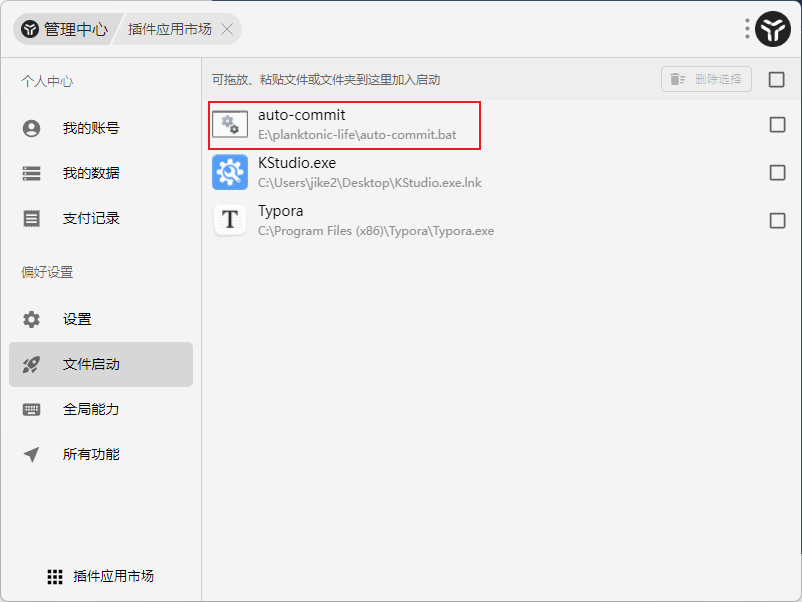 管理中心 插件应用市场
个人中心
我的账号
我的数据
支付记录
偏好设置
设置
文件启动
全局能力
所有功能
插件应用市场
可拖放、粘贴文件或文件夹到这里加入启动
删除选择
auto-commit
E:\planktonic-life\auto-commit.bat
KStudio.exe
C:\Users\jike2\Desktop\KStudio.exe.lnk
T
Typora
C:\Program Files (x86)\Typora\Typora.exe